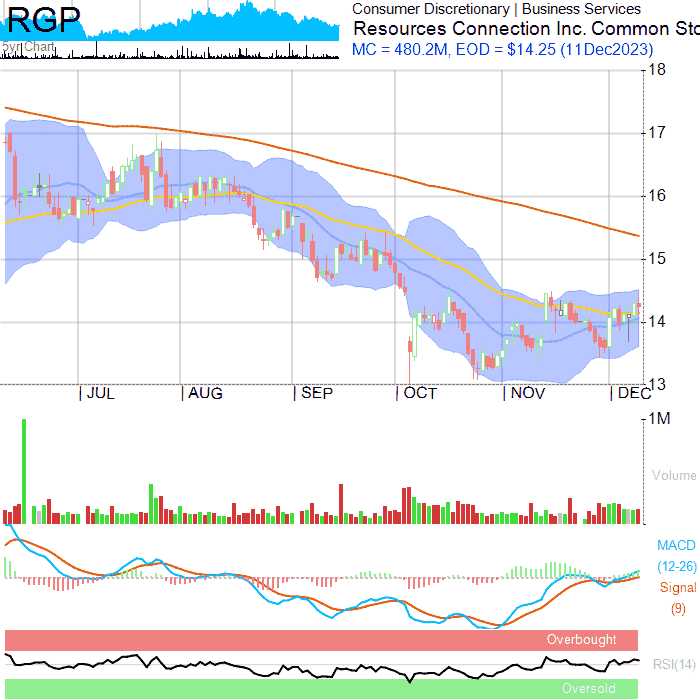 RGP
5yr Chart
Consumer Discretionary | Business Services
Resources Connection Inc. Common Sto
MC = 480.2M, EOD = $14.25 (11Dec2023)
18
17
16
15
14
13
JUL AUG SEP OCT NOV DEC
1M
Volume
MACD
(12-26)
Signal
(9)
Overbought
RSI(14)
Oversold